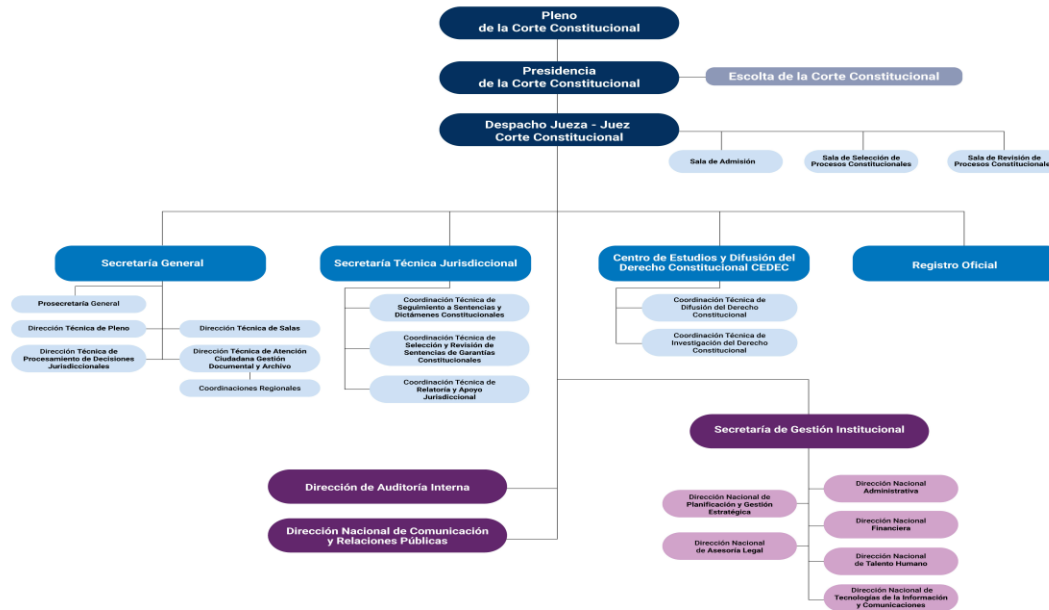 Pleno
de la Corte Constitucional
Presidencia
de la Corte Constitucional
Escolta de la Corte Constitucional
Despacho Jueza - Juez
Corte Constitucional
Sala de Admisión
Sala de Selección de
Procesos Constitucionales
Sala de Revisión de
Procesos Constitucionale
Secretaría General
Secretaría Técnica Jurisdiccional
Centro de Estudios y Difusión del
Derecho Constitucional CEDEC
Registro Oficial
Prosecretaría General
Dirección Técnica de Pleno
Dirección Técnica de Salas
Dirección Técnica de
Procesamiento de Decisiones
Jurisdiccionales
Dirección Técnica de Atención
Ciudadana Gestión
Documental y Archivo
Coordinaciones Regionales
Coordinación Técnica de
Seguimiento a Sentencias y
Dictámenes Constitucionales
Coordinación Técnica de
Selección y Revisión de
Sentencias de Garantías
Constitucionales
Coordinación Técnica de
Relatoría y Apoyo
Jurisdiccional
Coordinación Técnica de
Difusión del Derecho
Constitucional
Coordinación Técnica de
Investigación del Derecho
Constitucional
Secretaría de Gestión Institucional
Dirección de Auditoría Interna
Dirección Nacional de Comunicación
y Relaciones Públicas
Dirección Nacional de
Planificación y Gestión
Estratégica
Dirección Nacional
de Asesoría Legal
Dirección Nacional
Administrativa
Dirección Nacional
Financiera
Dirección Nacional
de Talento Humano
Dirección Nacional de
Tecnologías de la Información
y Comunicaciones